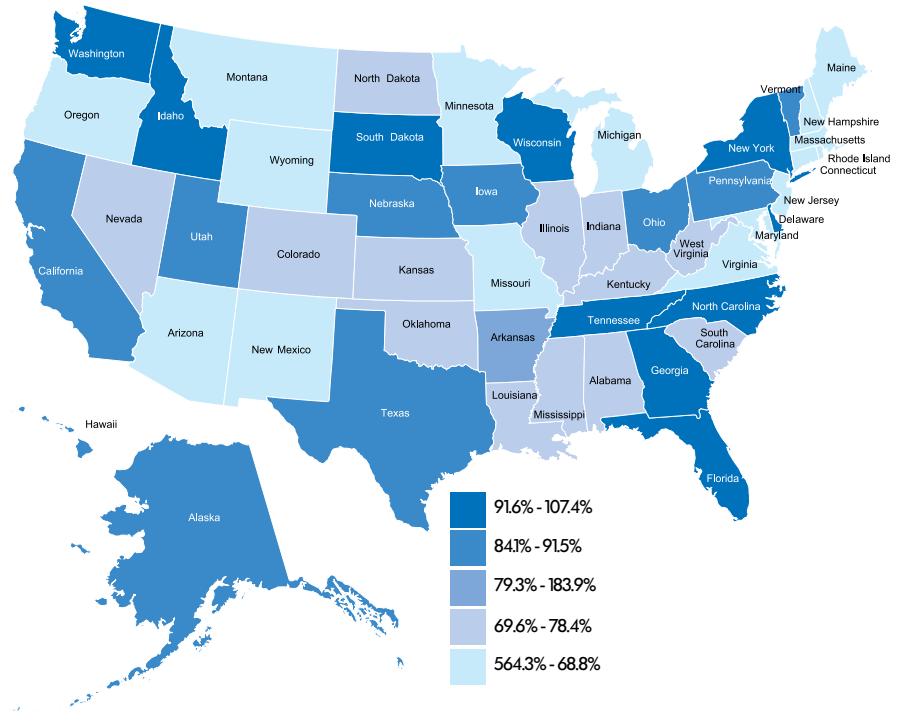 Washington
Montana
North Dakota
Minnesota
Maine
Vermont
Oregon
Idaho
South Dakota
Wisconsin
Michigan
New Hampshire
Massachusetts
New York
Rhode Island
Connecticut
Wyoming
Pennsylvania
New Jersey
Nebraska
Iowa
Ohio
Delaware
Maryland
Nevada
Utah
Illinois
Indiana
West
Virginia
Virginia
California
Colorado
Kansas
Missouri
Kentucky
North Carolina
Tennessee
Arizona
New Mexico
Oklahoma
Arkansas
South
Carolina
Georgia
Alabama
Louisiana
Mississippi
Texas
Hawaii
Florida
Alaska
91.6% - 107.4%
84.1% - 91.5%
79.3% - 183.9%
69.6% - 78.4%
564.3% - 68.8%